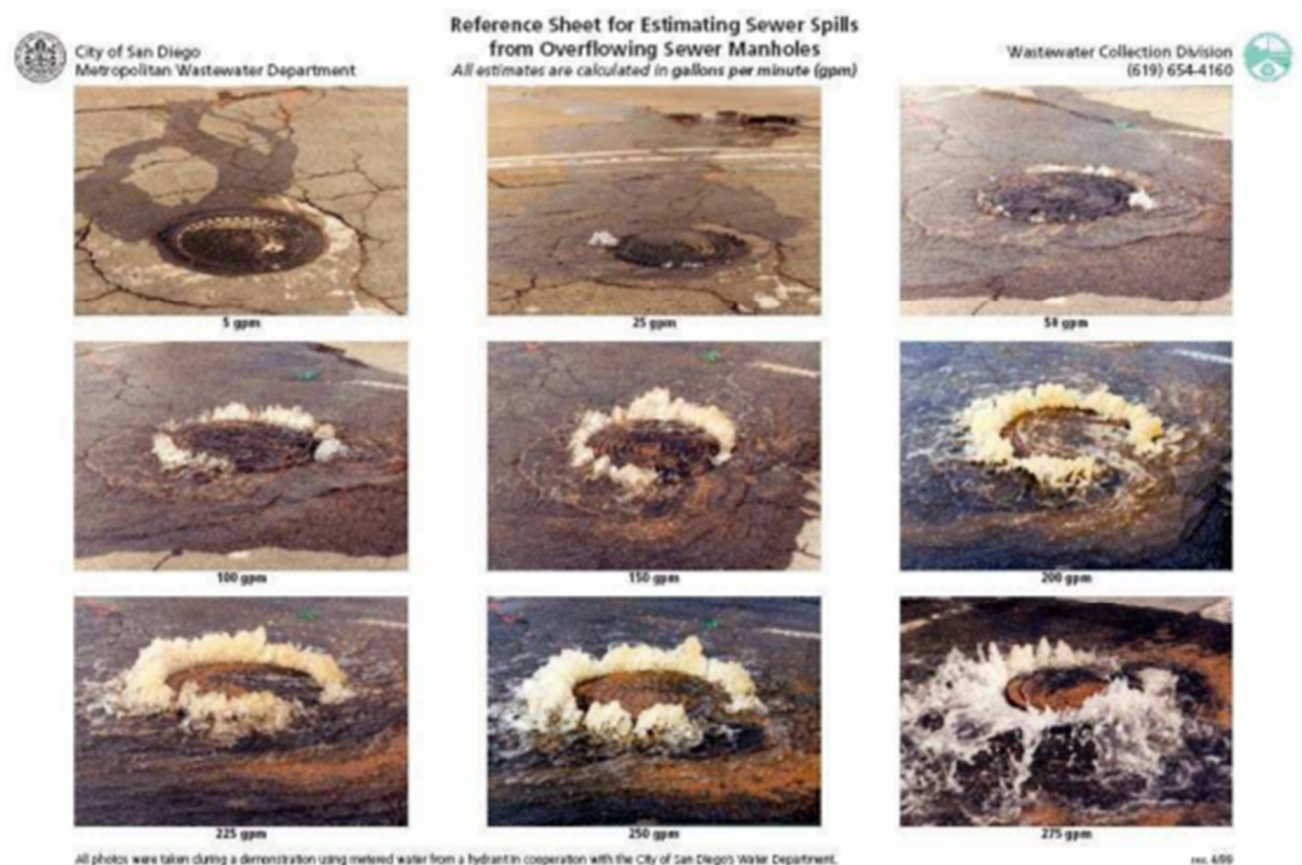 Reference Sheet for Estimating Sewer Spills
from Overflowing Sewer Manholes
All estimates are calculated in gallons per minute (gpm)
City of San Diego
Metropolitan Wastewater Department
Wastewater Collection Division
(619) 654-4160
5 gpm
25 gpm
50 gpm
100 gpm
150 gpm
200 gpm
225 gpm
250 gpm
275 gpm
All photos were taken during a demonstration using metered water from a hydrant in cooperation with the City of San Diego's Water Department.